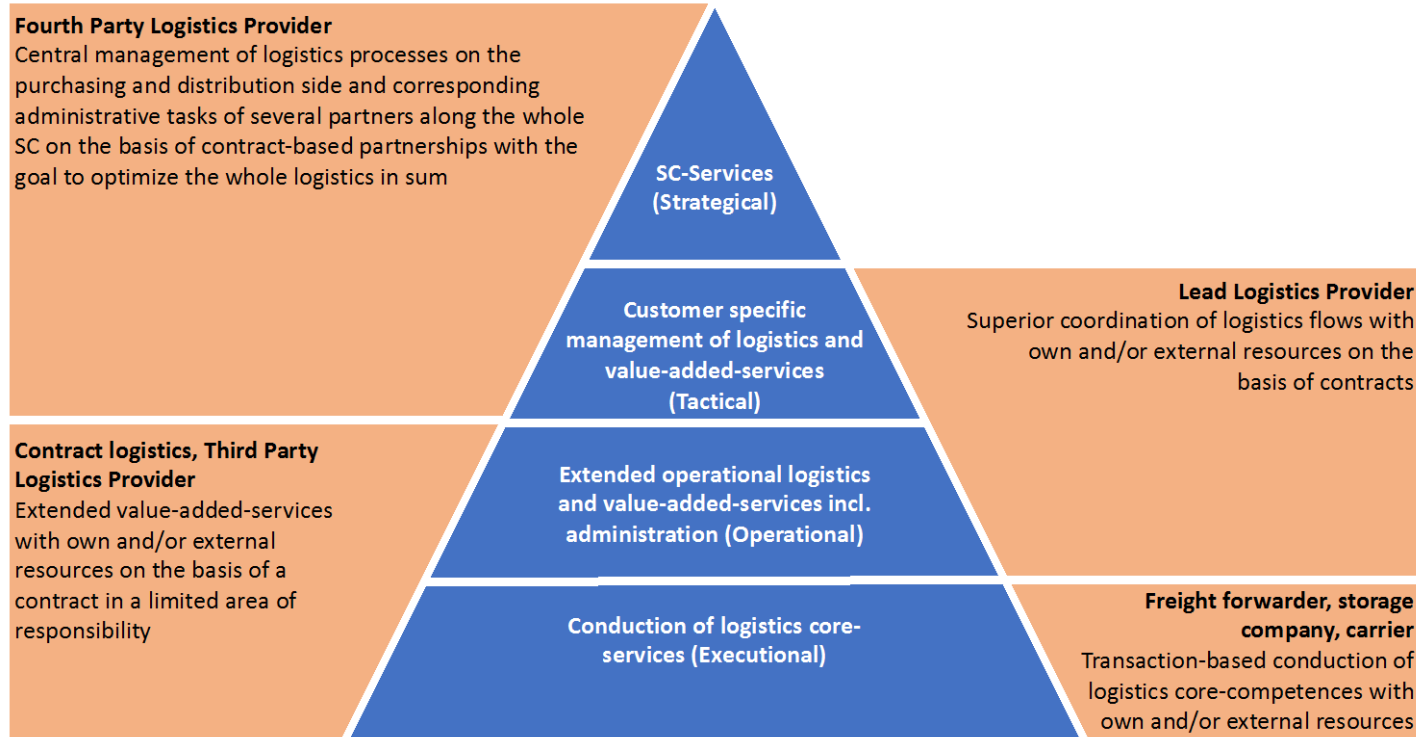 Fourth Party Logistics Provider
Central management of logistics processes on the
purchasing and distribution side and corresponding
administrative tasks of several partners along the whole
SC on the basis of contract-based partnerships with the
goal to optimize the whole logistics in sum
SC-Services
(Strategical)
Customer specific
management of logistics and
value-added-services
(Tactical)
Lead Logistics Provider
Superior coordination of logistics flows with
own and/or external resources on the
basis of contracts
Contract logistics, Third Party
Logistics Provider
Extended value-added-services
with own and/or external
resources on the basis of a
contract in a limited area of
responsibility
Extended operational logistics
and value-added-services incl.
administration (Operational)
Conduction of logistics core-
services (Executional)
Freight forwarder, storage
company, carrier
Transaction-based conduction of
logistics core-competences with
own and/or external resources